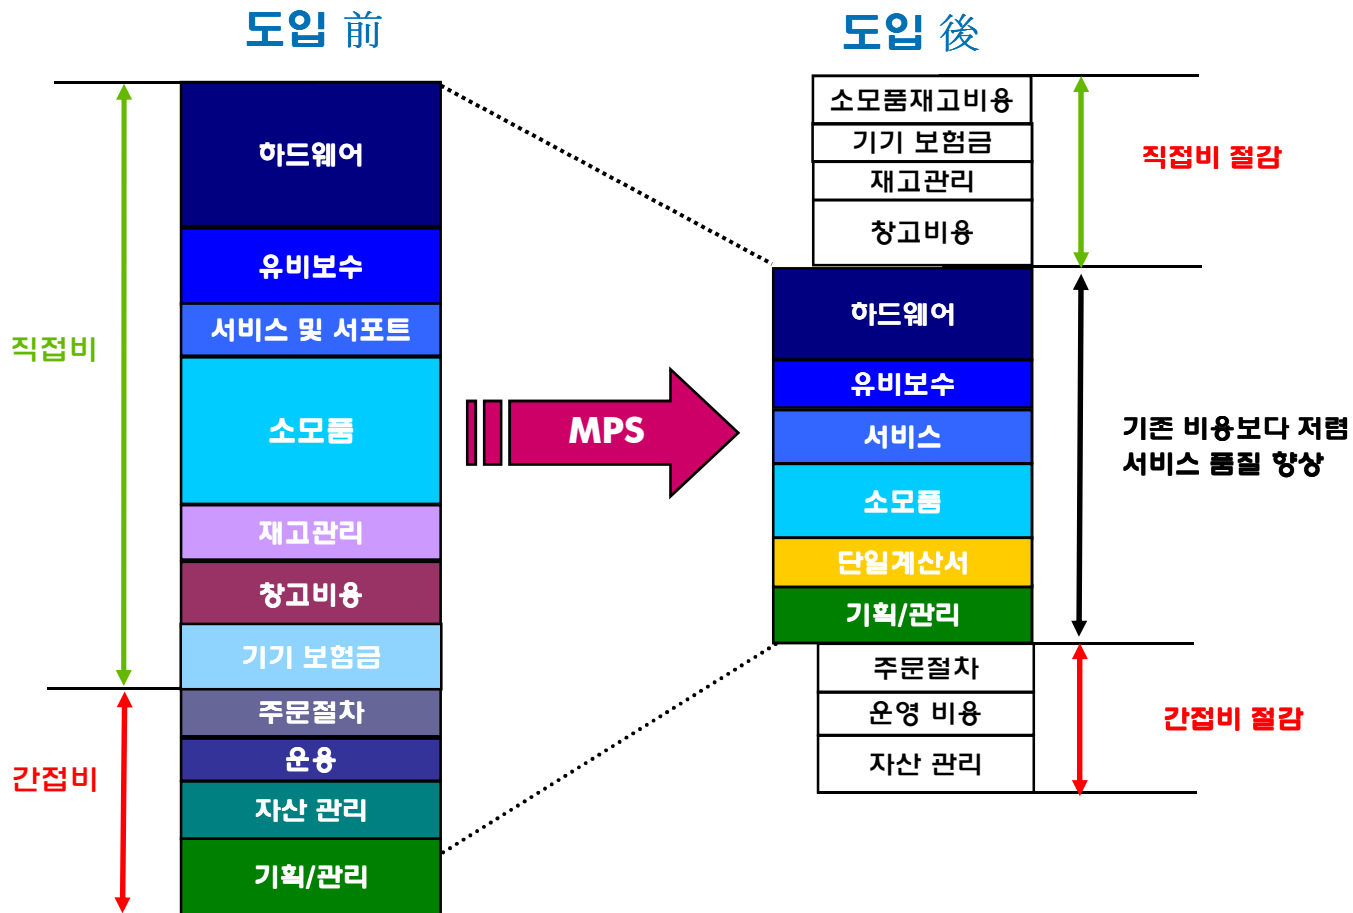 도입 前
직접비
간접비
하드웨어
유비보수
서비스 및 서포트
소모품
재고관리
창고비용
기기 보험금
주문절차
운용
자산 관리
기획/관리
MPS
도입 後
소모품재고비용
기기 보험금
재고관리
창고비용
하드웨어
유비보수
서비스
소모품
단일계산서
기획/관리
주문절차
운영 비용
자산 관리
직접비 절감
기존 비용보다 저렴
서비스 품질 향상
간접비 절감